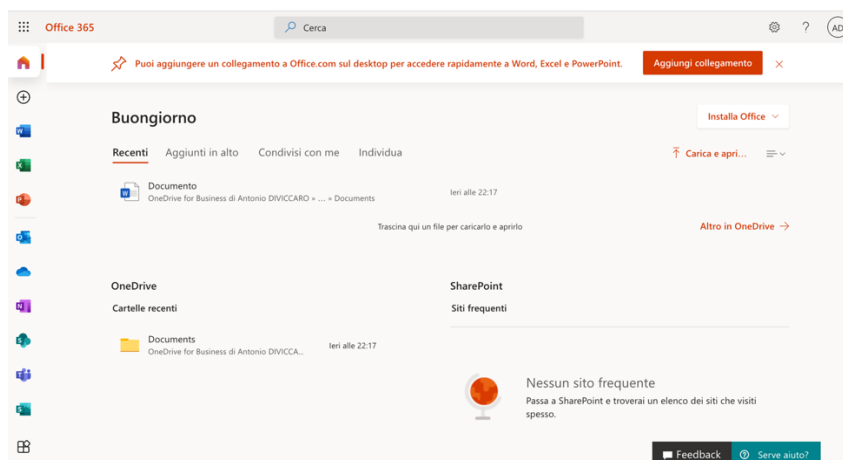 Office 365
Cerca
AD
Puoi aggiungere un collegamento a Office.com sul desktop per accedere rapidamente a Word, Excel e PowerPoint.
Aggiungi collegamento
Buongiorno
Installa Office
Recenti Aggiunti in alto Condivisi con me Individua
Carica e apri...
Documento
OneDrive for Business di Antonio DIVICCARO » ... » Documents
Ieri alle 22:17
Trascina qui un file per caricarlo e aprirlo
Altro in OneDrive
OneDrive
Cartelle recenti
Documents
OneDrive for Business di Antonio DIVICCA...
Ieri alle 22:17
SharePoint
Siti frequenti
Nessun sito frequente
Passa a SharePoint e troverai un elenco dei siti che visiti
spesso.
Feedback
Serve aiuto?